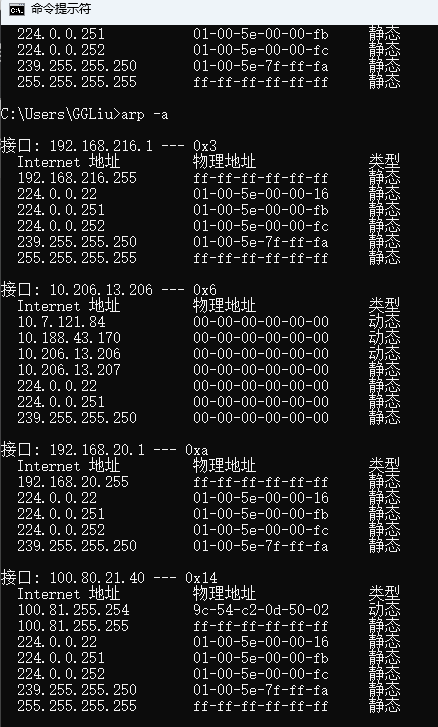 命令提示符
224.0.0.251 01-00-5e-00-00-fb 静态
224.0.0.252 01-00-5e-00-00-fc 静态
239.255.255.250 01-00-5e-7f-ff-fa 静态
255.255.255.255 ff-ff-ff-ff-ff-ff 静态
C:\Users\GGLiu>arp -a
接口: 192.168.216.1 --- 0x3
Internet 地址 物理地址 类型
192.168.216.255 ff-ff-ff-ff-ff-ff 静态
224.0.0.22 01-00-5e-00-00-16 静态
224.0.0.251 01-00-5e-00-00-fb 静态
224.0.0.252 01-00-5e-00-00-fc 静态
239.255.255.250 01-00-5e-7f-ff-fa 静态
255.255.255.255 ff-ff-ff-ff-ff-ff 静态
接口: 10.206.13.206 --- 0x6
Internet 地址 物理地址 类型
10.7.121.84 00-00-00-00-00-00 动态
10.188.43.170 00-00-00-00-00-00 动态
10.206.13.206 00-00-00-00-00-00 动态
10.206.13.207 00-00-00-00-00-00 静态
224.0.0.22 00-00-00-00-00-00 静态
224.0.0.251 00-00-00-00-00-00 静态
239.255.255.250 00-00-00-00-00-00 静态
接口: 192.168.20.1 --- 0xa
Internet 地址 物理地址 类型
192.168.20.255 ff-ff-ff-ff-ff-ff 静态
224.0.0.22 01-00-5e-00-00-16 静态
224.0.0.251 01-00-5e-00-00-fb 静态
224.0.0.252 01-00-5e-00-00-fc 静态
239.255.255.250 01-00-5e-7f-ff-fa 静态
接口: 100.80.21.40 --- 0x14
Internet 地址 物理地址 类型
100.81.255.254 9c-54-c2-0d-50-02 动态
100.81.255.255 ff-ff-ff-ff-ff-ff 静态
224.0.0.22 01-00-5e-00-00-16 静态
224.0.0.251 01-00-5e-00-00-fb 静态
224.0.0.252 01-00-5e-00-00-fc 静态
239.255.255.250 01-00-5e-7f-ff-fa 静态
255.255.255.255 ff-ff-ff-ff-ff-ff 静态